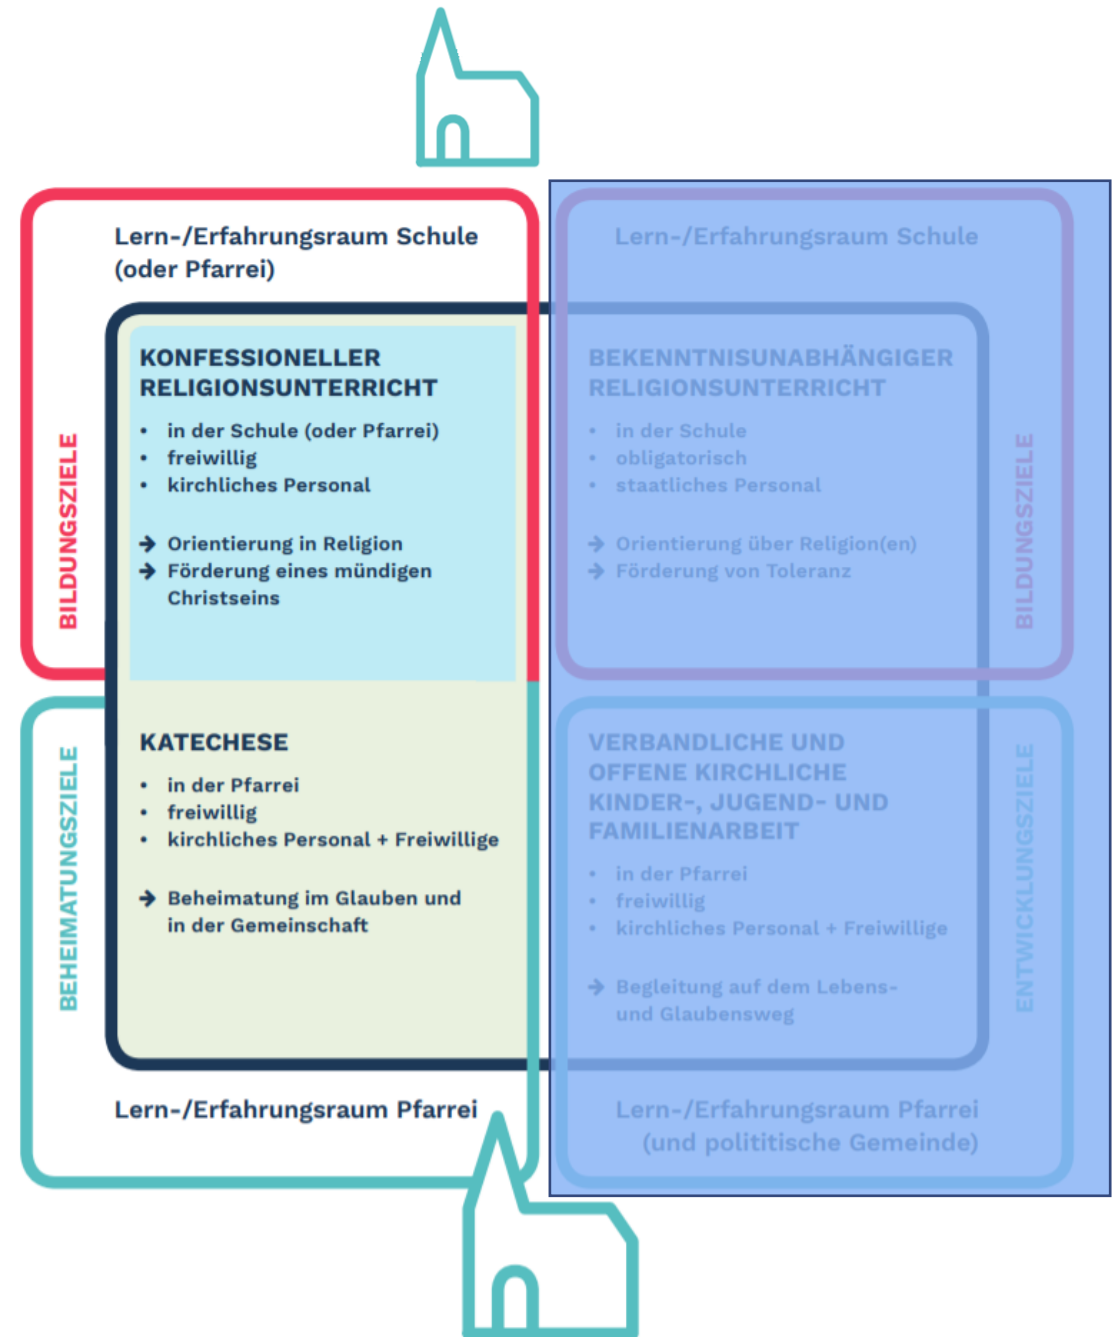 Lern-/Erfahrungsraum Schule
(oder Pfarrei)
BILDUNGSZIELE
KONFESSIONELLER
RELIGIONSUNTERRICHT
• in der Schule (oder Pfarrei)
• freiwillig
• kirchliches Personal
→ Orientierung in Religion
→ Förderung eines mündigen
Christseins
Lern-/Erfahrungsraum Schule
BEKENNTNISUNABHÄNGIGER
RELIGIONSUNTERRICHT
• in der Schule
• obligatorisch
• staatliches Personal
→ Orientierung über Religion(en)
→ Förderung von Toleranz
BILDUNGSZIELE
BEHEIMATUNGSZIELE
KATECHESE
• in der Pfarrei
• freiwillig
• kirchliches Personal + Freiwillige
→ Beheimatung im Glauben und
in der Gemeinschaft
Lern-/Erfahrungsraum Pfarrei
VERBANDLICHE UND
OFFENE KIRCHLICHE
KINDER-, JUGEND- UND
FAMILIENARBEIT
• in der Pfarrei
• freiwillig
• kirchliches Personal + Freiwillige
→ Begleitung auf dem Lebens-
und Glaubensweg
ENTWICKLUNGSZIELE
Lern-/Erfahrungsraum Pfarrei
(und polititische Gemeinde)